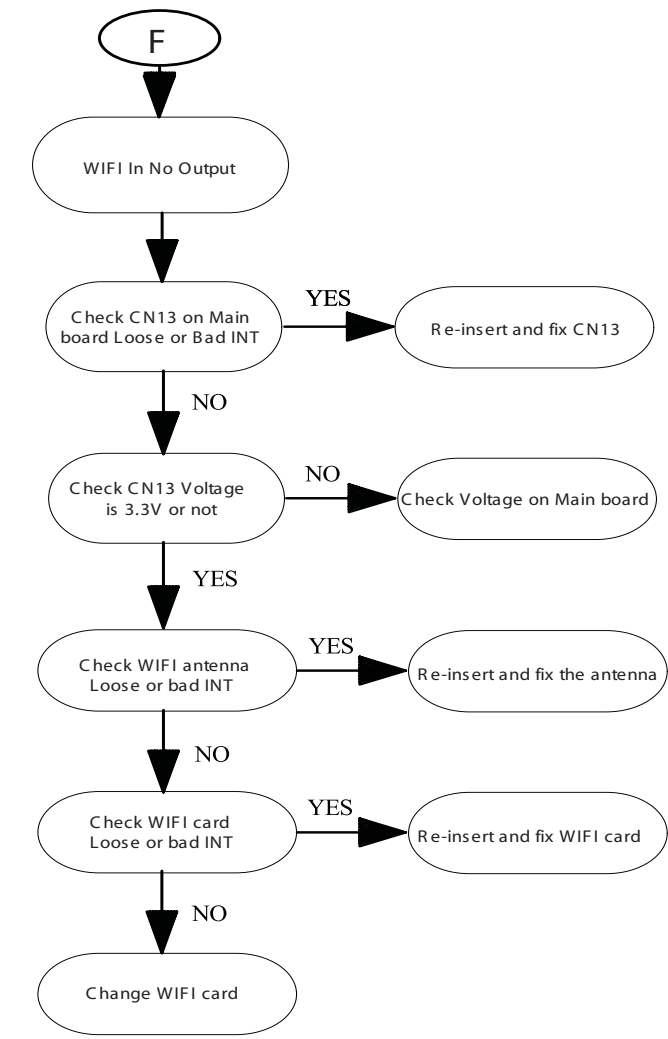 F
WIFI In No Output
Check CN13 on Main
board Loose or Bad INT
YES
Re-insert and fix CN13
NO
Check CN13 Voltage
is 3.3V or not
NO
Check Voltage on Main board
YES
Check WIFI antenna
Loose or bad INT
YES
Re-insert and fix the antenna
NO
Check WIFI card
Loose or bad INT
YES
Re-insert and fix WIFI card
NO
Change WIFI card